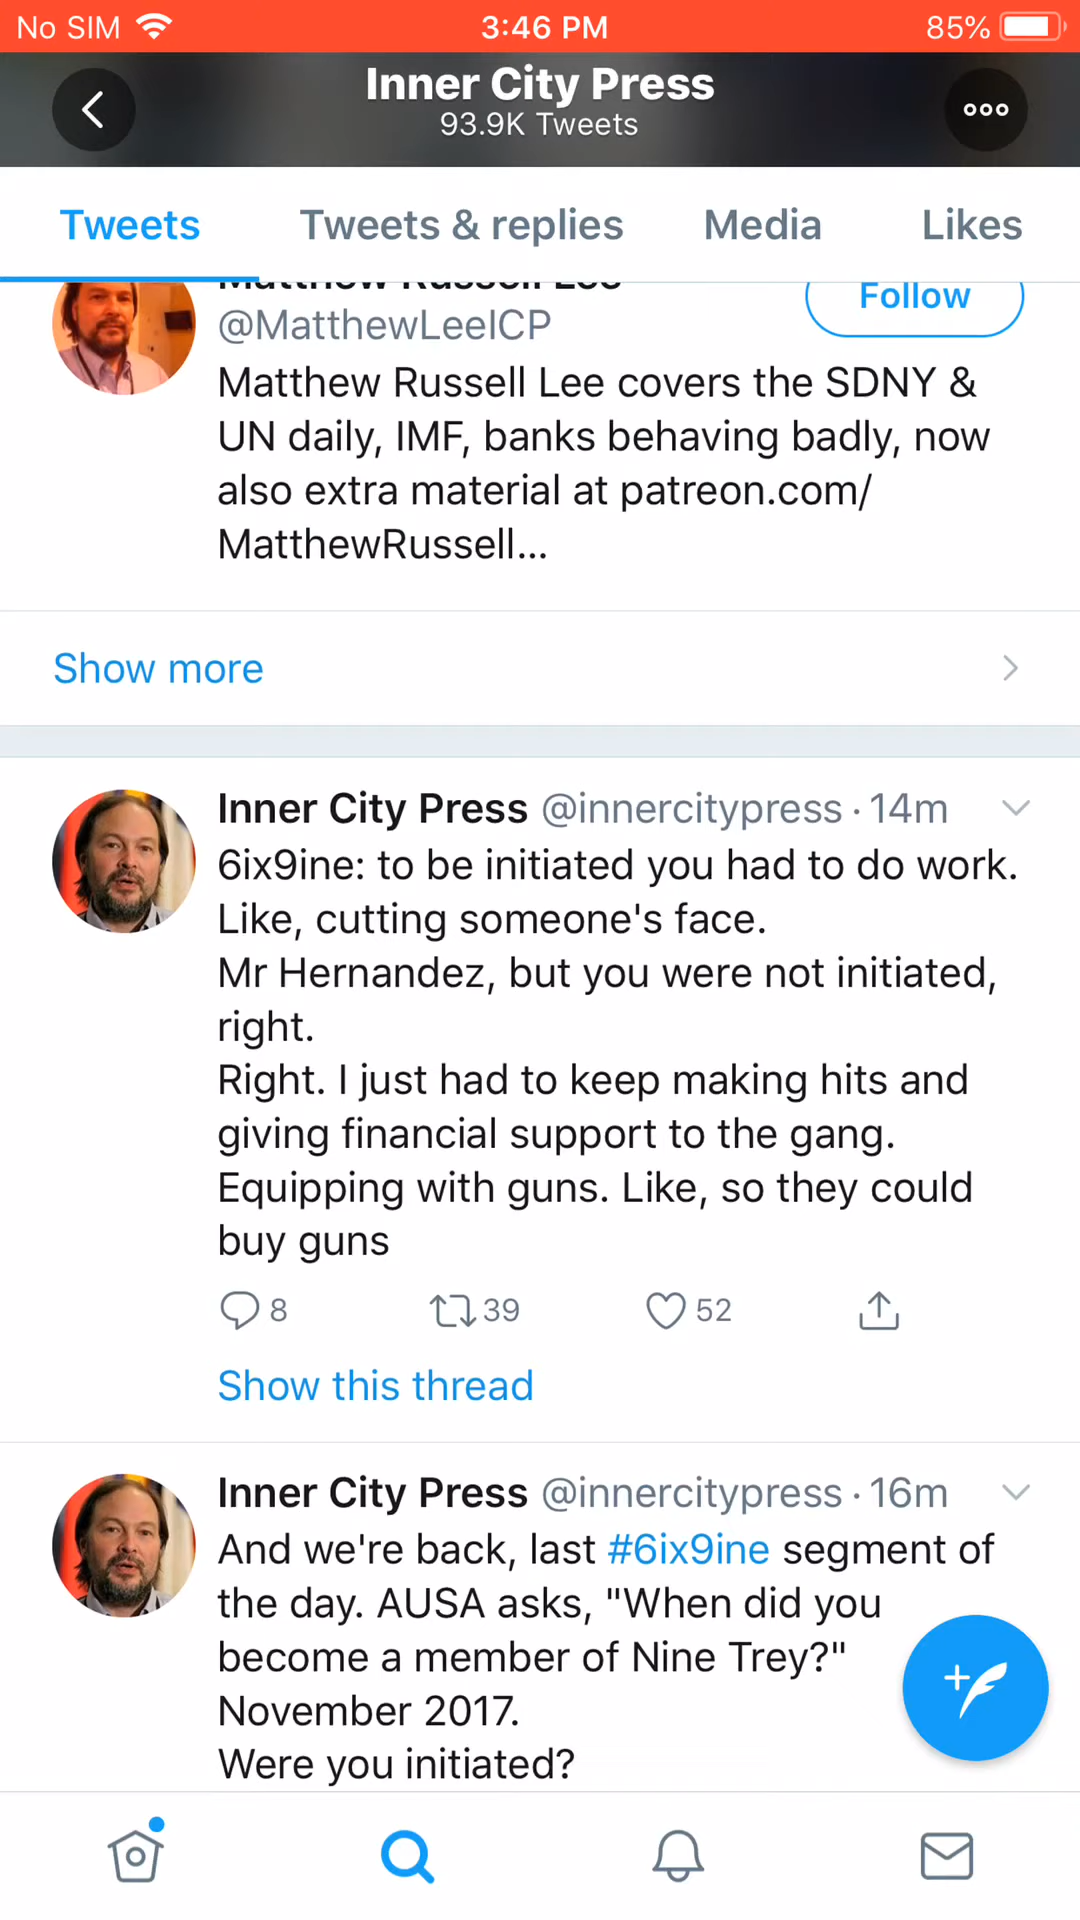 No SIM 3:46 PM 85%
Inner City Press
93.9K Tweets
Tweets Tweets & replies Media Likes
Matthew Russell Lee
Follow
@MatthewLeeICP
Matthew Russell Lee covers the SDNY &
UN daily, IMF, banks behaving badly, now
also extra material at patreon.com/
MatthewRussell...
Show more
Inner City Press @innercitypress · 14m
6ix9ine: to be initiated you had to do work.
Like, cutting someone's face.
Mr Hernandez, but you were not initiated,
right.
Right. I just had to keep making hits and
giving financial support to the gang.
Equipping with guns. Like, so they could
buy guns
8 39 52
Show this thread
Inner City Press @innercitypress · 16m
And we're back, last #6ix9ine segment of
the day. AUSA asks, "When did you
become a member of Nine Trey?"
November 2017.
Were you initiated?